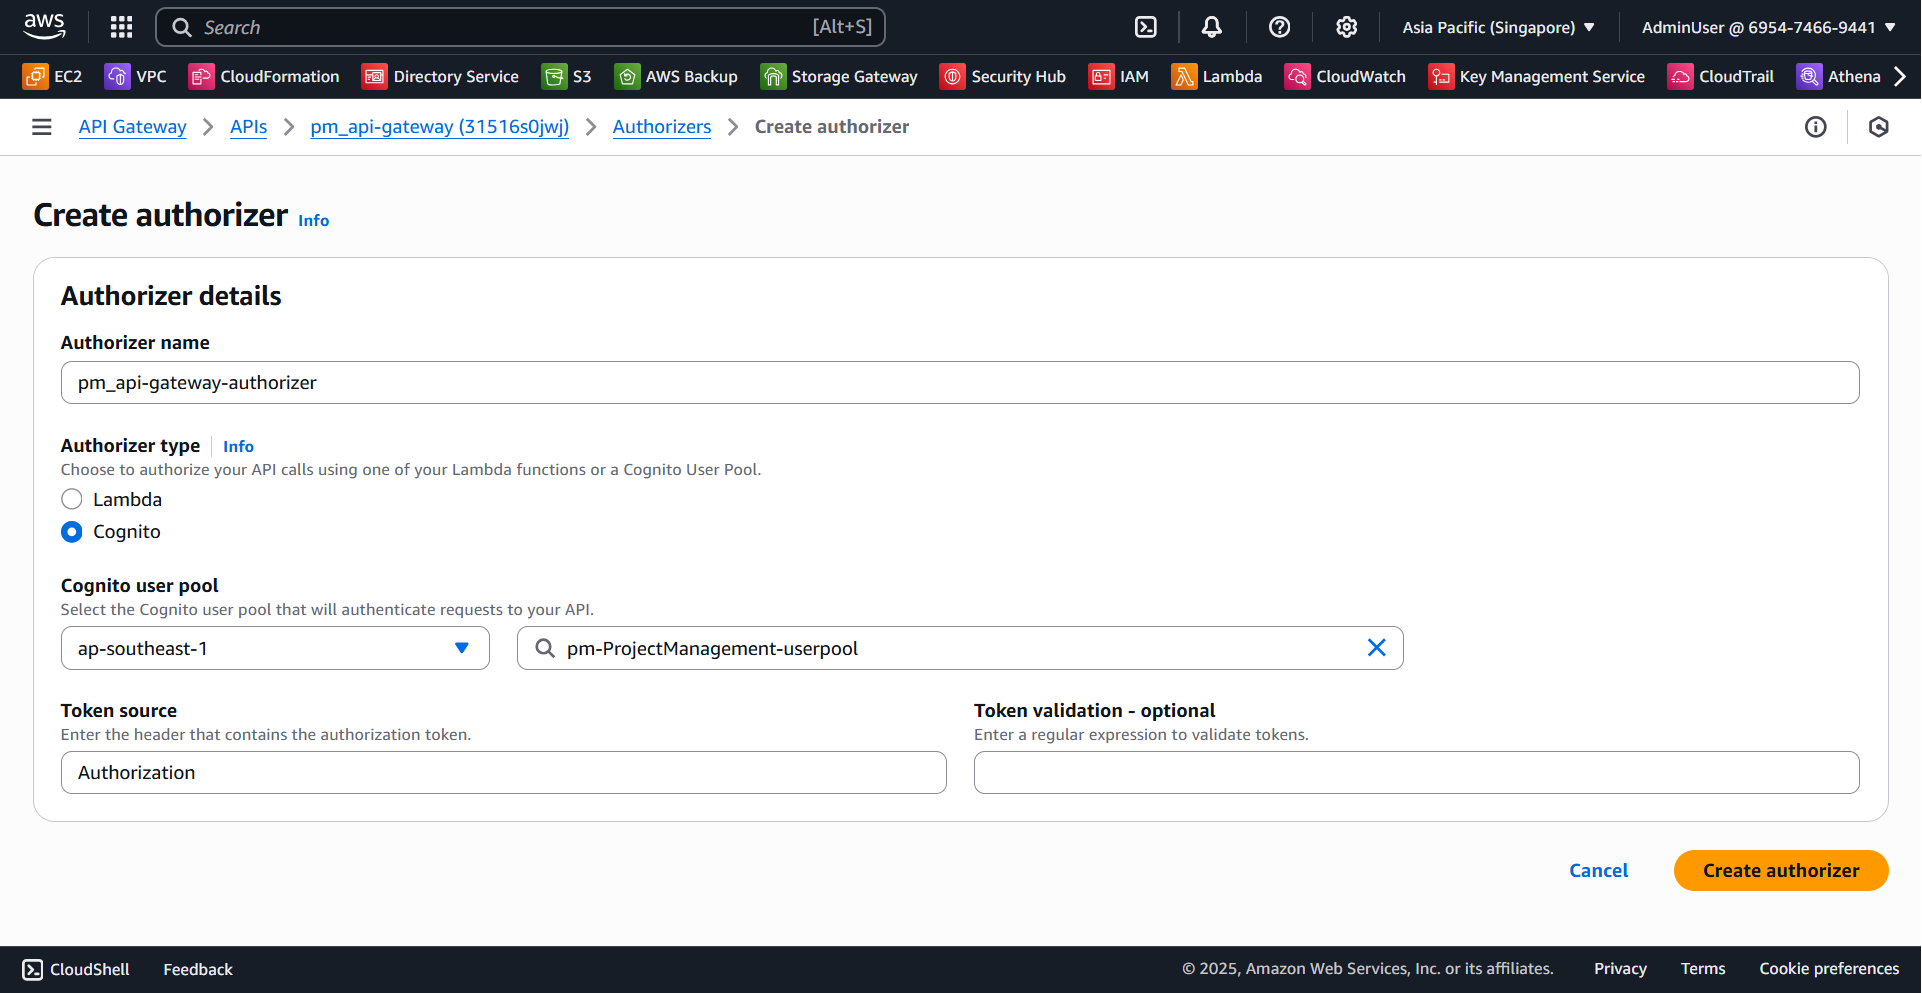 aws
Search [Alt+S]
Asia Pacific (Singapore)
AdminUser @ 6954-7466-9441
EC2 VPC CloudFormation Directory Service S3 AWS Backup Storage Gateway Security Hub IAM Lambda CloudWatch Key Management Service CloudTrail Athena
API Gateway APIs pm_api-gateway (31516s0jwj) Authorizers Create authorizer
Create authorizer Info
Authorizer details
Authorizer name
pm_api-gateway-authorizer
Authorizer type Info
Choose to authorize your API calls using one of your Lambda functions or a Cognito User Pool.
Lambda
Cognito
Cognito user pool
Select the Cognito user pool that will authenticate requests to your API.
ap-southeast-1 pm-ProjectManagement-userpool
Token source
Enter the header that contains the authorization token.
Authorization
Token validation - optional
Enter a regular expression to validate tokens.
Cancel Create authorizer
CloudShell Feedback © 2025, Amazon Web Services, Inc. or its affiliates. Privacy Terms Cookie preferences